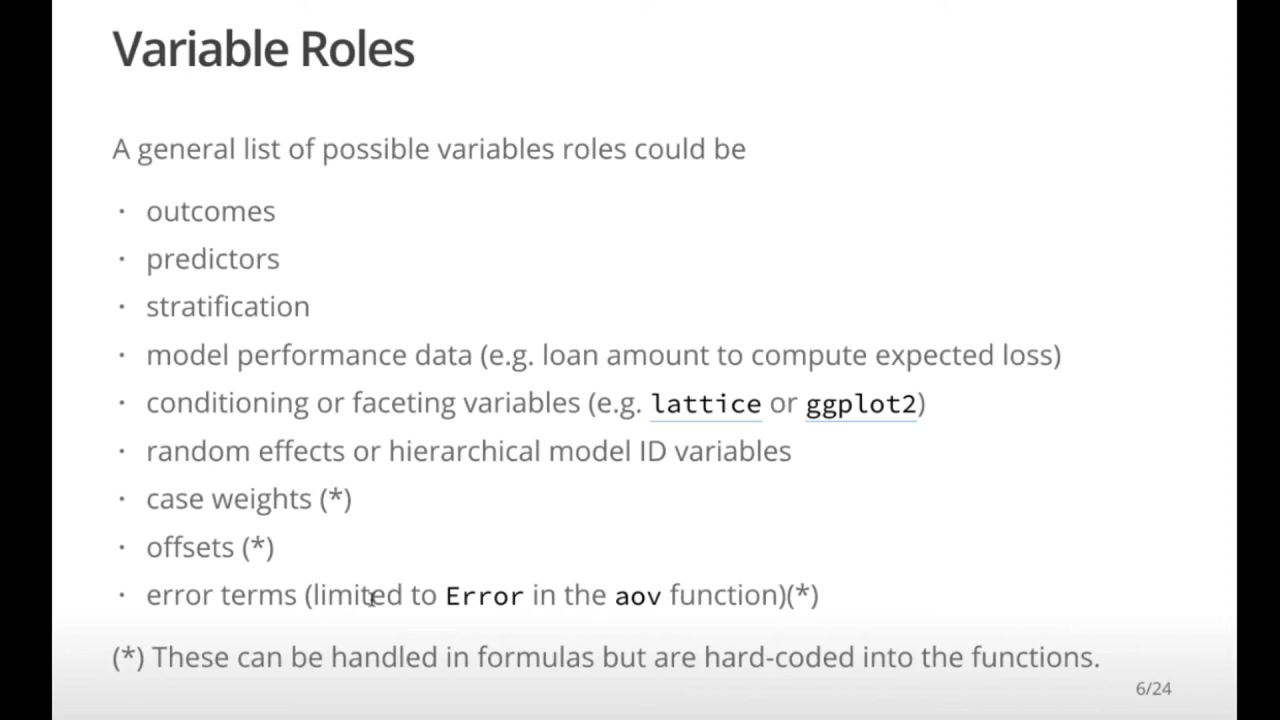 Variable Roles
A general list of possible variables roles could be
· outcomes
· predictors
· stratification
· model performance data (e.g. loan amount to compute expected loss)
· conditioning or faceting variables (e.g. lattice or ggplot2)
· random effects or hierarchical model ID variables
· case weights (*)
· offsets (*)
· error terms (limited to Error in the aov function)(*)
(*) These can be handled in formulas but are hard-coded into the functions.
6/24